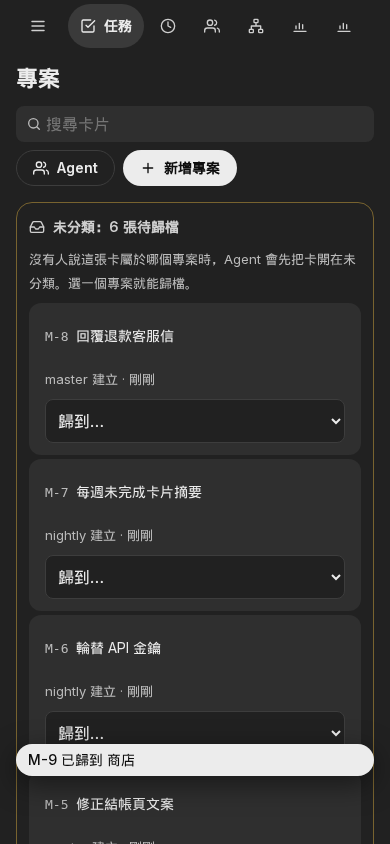 任務
專案
搜尋卡片
Agent
新增專案
未分類: 6 張待歸檔
沒有人說這張卡屬於哪個專案時，Agent 會先把卡開在未
分類。選一個專案就能歸檔。
M-8 回覆退款客服信
master 建立 · 剛剛
歸到…
M-7 每週未完成卡片摘要
nightly 建立 · 剛剛
歸到…
M-6 輪替 API 金鑰
nightly 建立 · 剛剛
歸到…
M-9 已歸到 商店
M-5 修正結帳頁文案